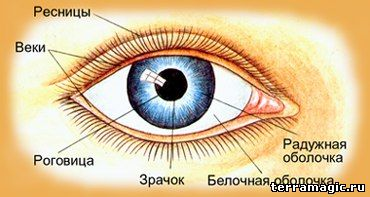 Ресницы
Веки
Роговица
Зрачок
Белочная оболочка
Радужная
оболочка
terramagic.ru